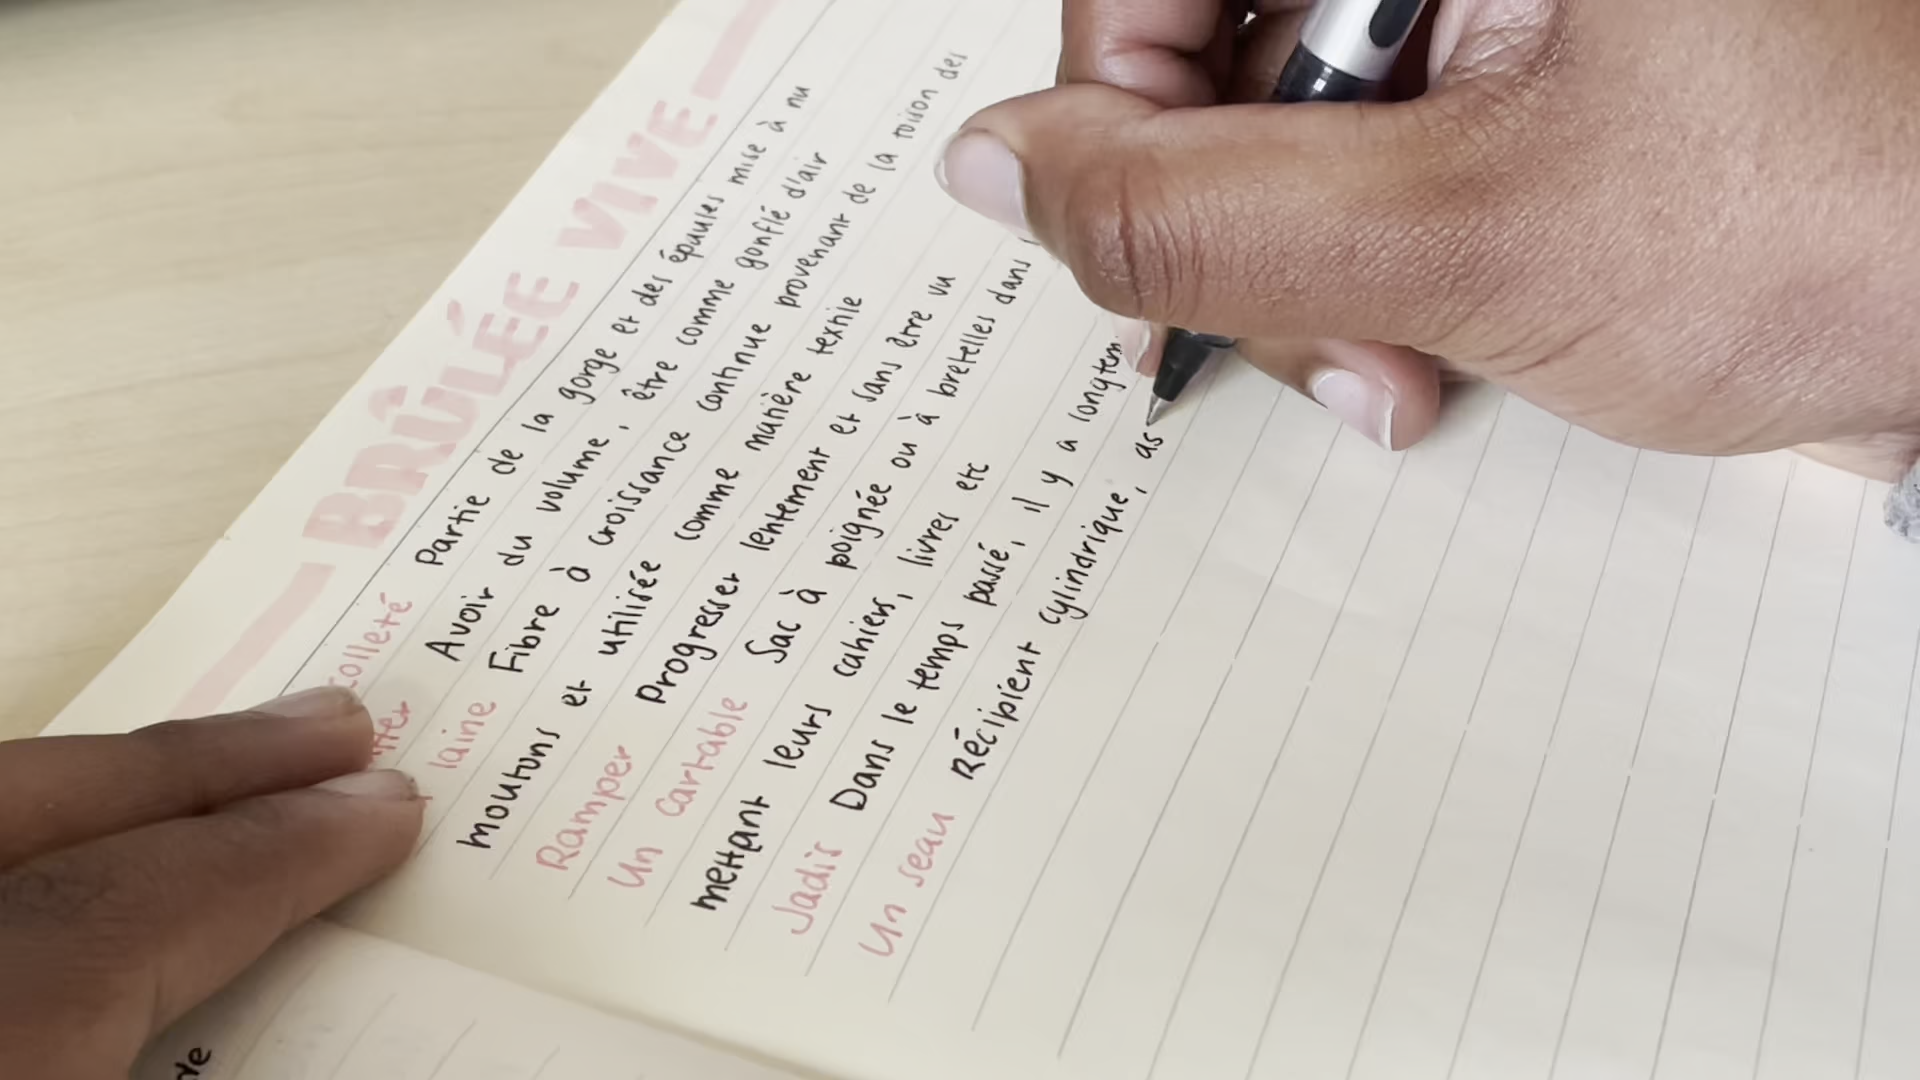 BRÛLÉE VIVE
colleté Partie de la gorge et des épaules mise à nu
Avoir du volume, être comme gonflé d'air
laine Fibre à croissance continue provenant de la toison des
moutons et utilisée comme matière textile
Ramper Progresser lentement et sans être vu
Un cartable Sac à poignée ou à bretelles dans
mettant leurs cahiers, livres etc
Jadis Dans le temps passé, il y a longtem
Un seau Récipient cylindrique, as